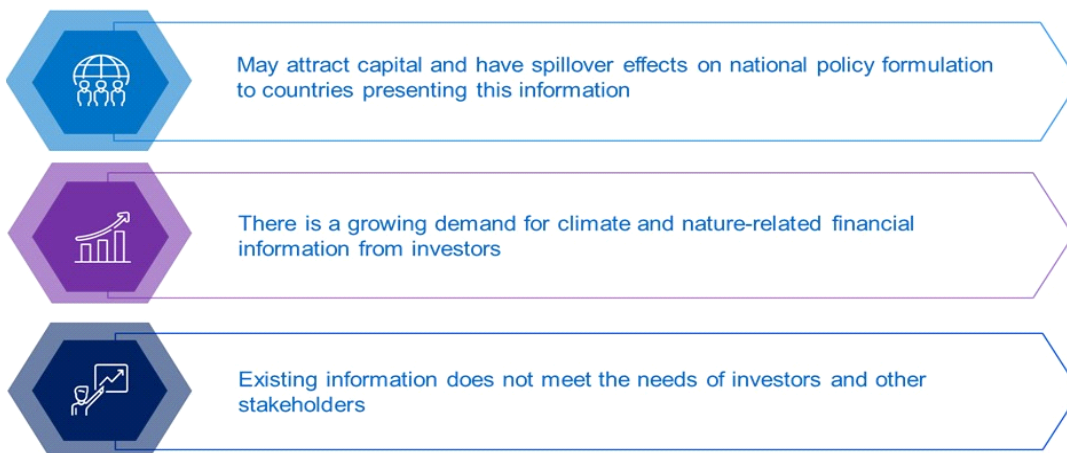 May attract capital and have spillover effects on national policy formulation
to countries presenting this information
There is a growing demand for climate and nature-related financial
information from investors
Existing information does not meet the needs of investors and other
stakeholders